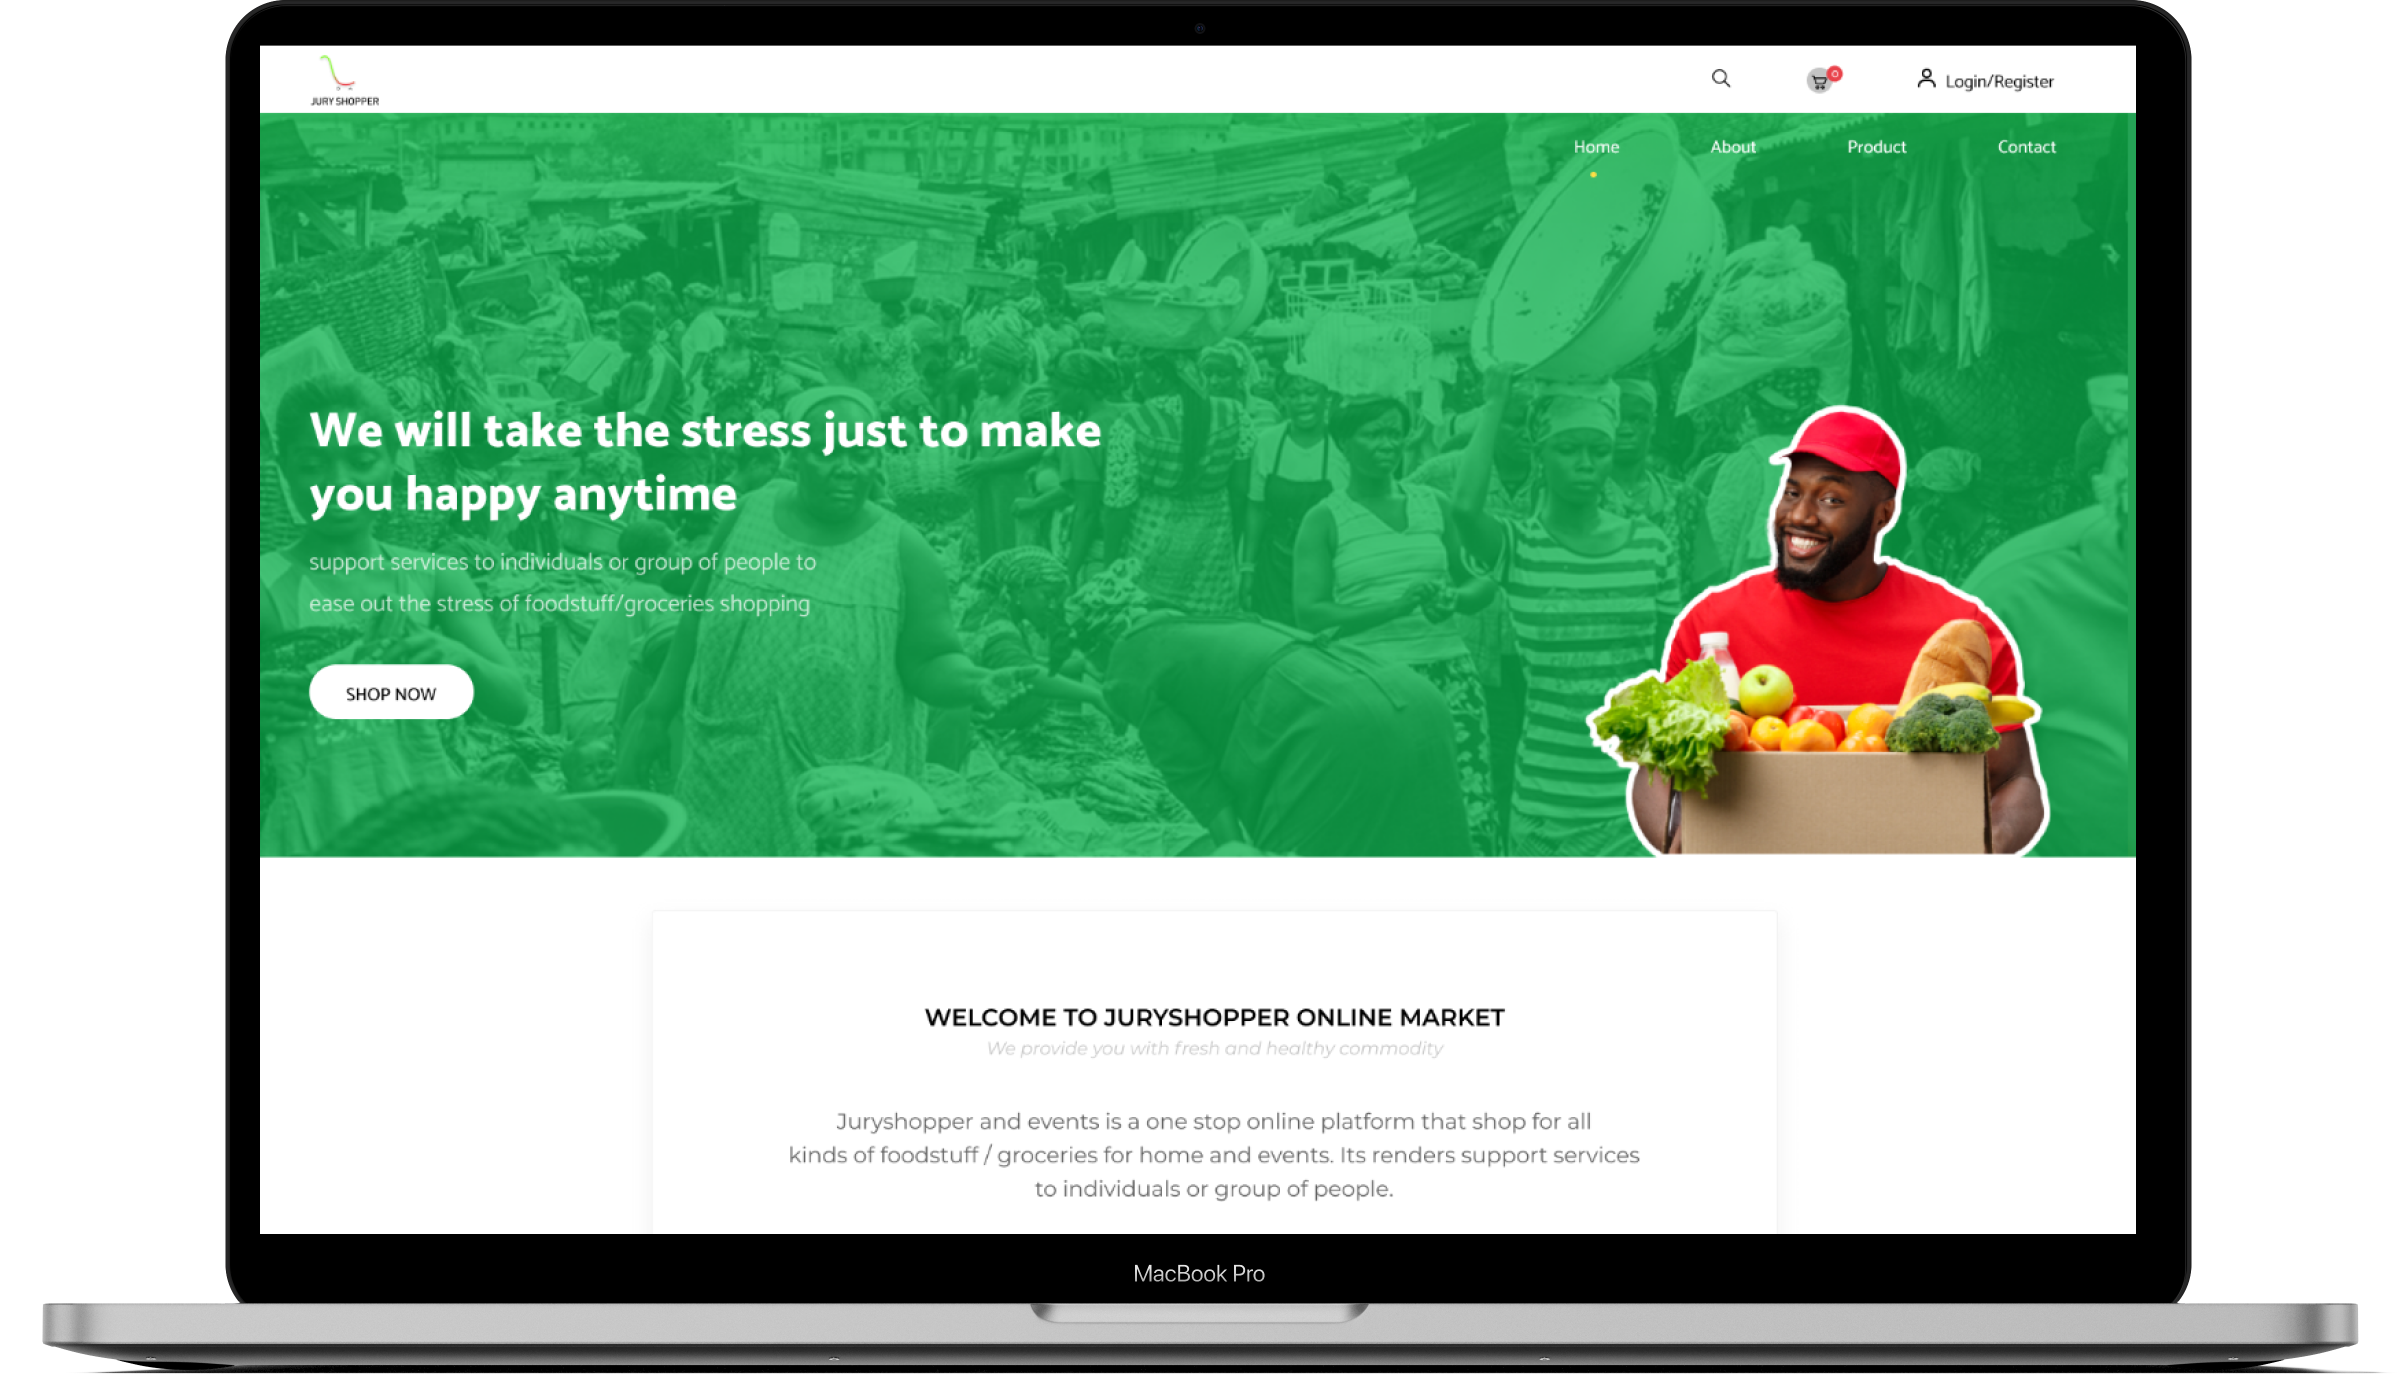 JURY SHOPPER
0
Login/Register
Home
About
Product
Contact
We will take the stress just to make
you happy anytime
support services to individuals or group of people to
ease out the stress of foodstuff/groceries shopping
SHOP NOW
WELCOME TO JURYSHOPPER ONLINE MARKET
We provide you with fresh and healthy commodity
Juryshopper and events is a one stop online platform that shop for all
kinds of foodstuff / groceries for home and events. Its renders support services
to individuals or group of people.
MacBook Pro